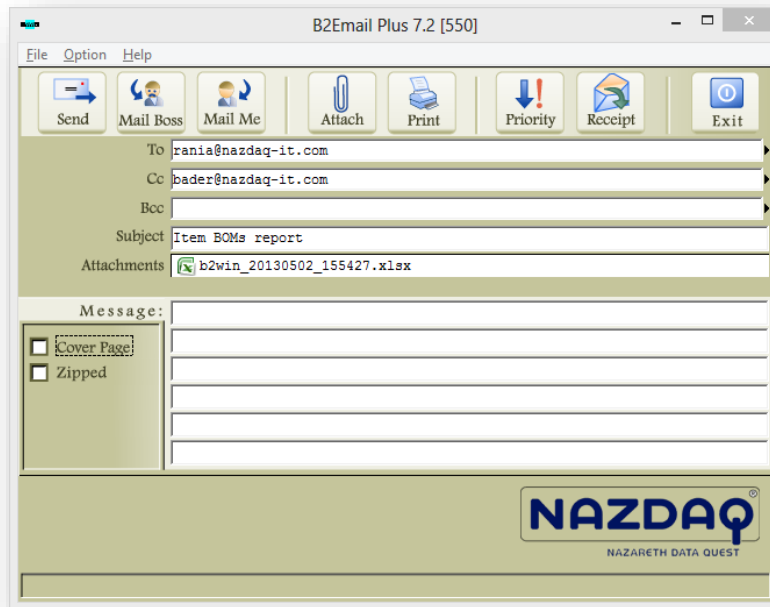 B2Email Plus 7.2 [550]
File Option Help
Send Mail Boss Mail Me Attach Print Priority Receipt Exit
To rania@nazdaq-it.com
Cc bader@nazdaq-it.com
Bcc
Subject Item BOMs report
Attachments b2win_20130502_155427.xlsx
Message:
Cover Page
Zipped
NAZDAQ®
NAZARETH DATA QUEST